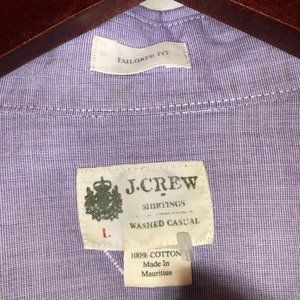 TAILORED FIT
J.CREW
SHIRTINGS
WASHED CASUAL
L
100% COTTON
Made In
Mauritius